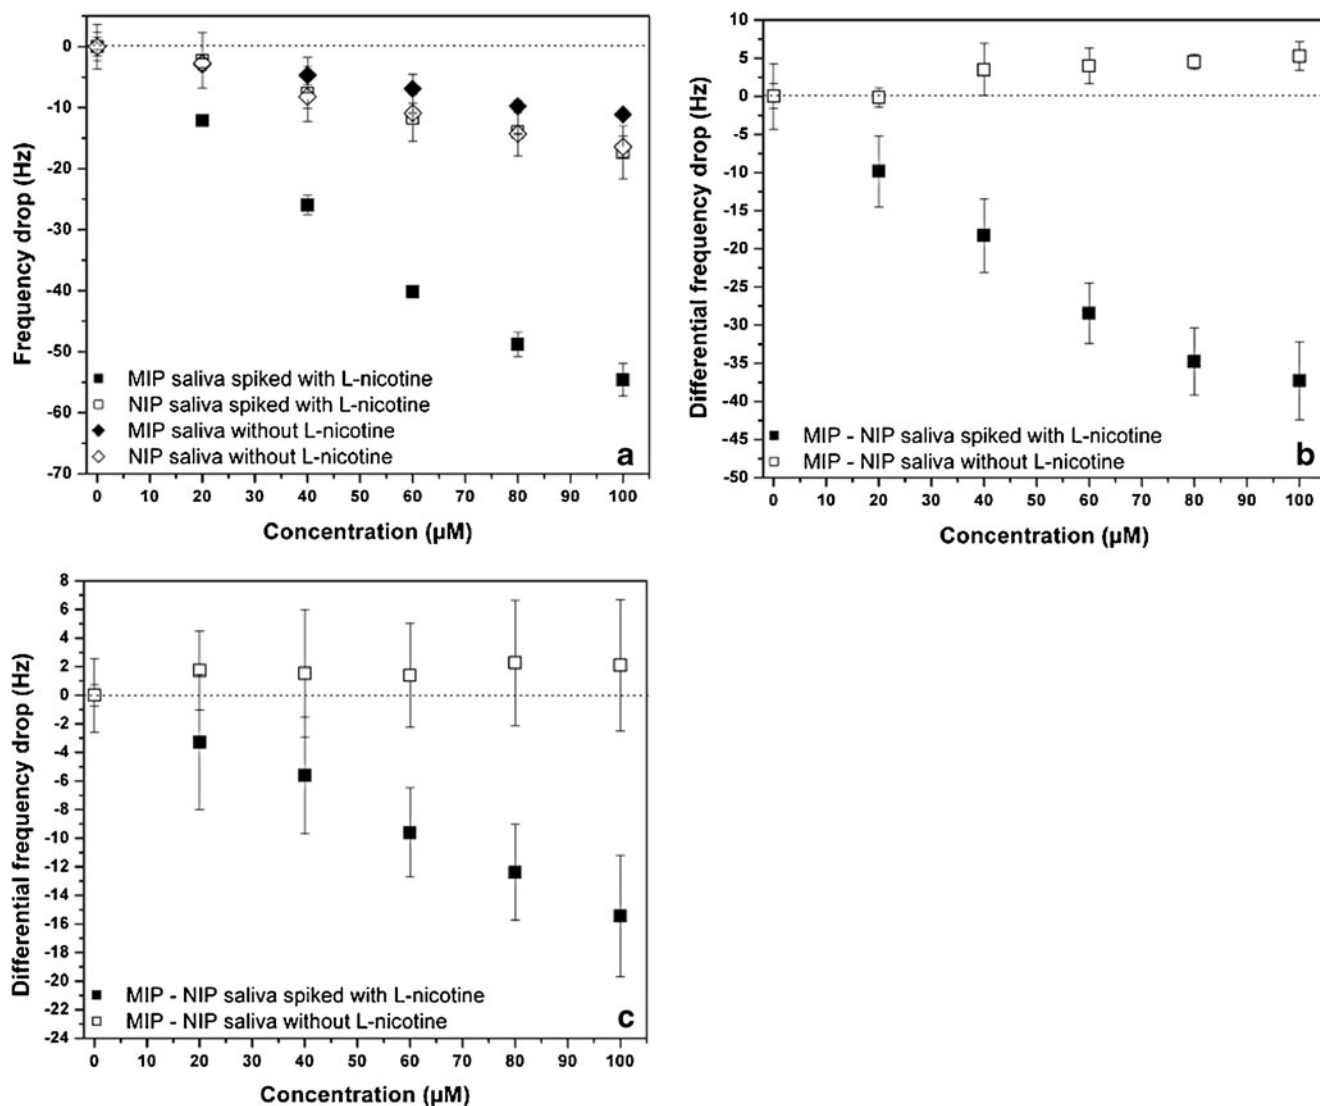 0
-10
-20
-30
-40
-50
-60
-70
Frequency drop (Hz)
MIP saliva spiked with L-nicotine
NIP saliva spiked with L-nicotine
MIP saliva without L-nicotine
NIP saliva without L-nicotine
a
0 10 20 30 40 50 60 70 80 90 100
Concentration (µM)
10
5
0
-5
-10
-15
-20
-25
-30
-35
-40
-45
-50
Differential frequency drop (Hz)
MIP - NIP saliva spiked with L-nicotine
MIP - NIP saliva without L-nicotine
b
0 10 20 30 40 50 60 70 80 90 100
Concentration (µM)
8
6
4
2
0
-2
-4
-6
-8
-10
-12
-14
-16
-18
-20
-22
-24
Differential frequency drop (Hz)
MIP - NIP saliva spiked with L-nicotine
MIP - NIP saliva without L-nicotine
c
0 10 20 30 40 50 60 70 80 90 100
Concentration (µM)